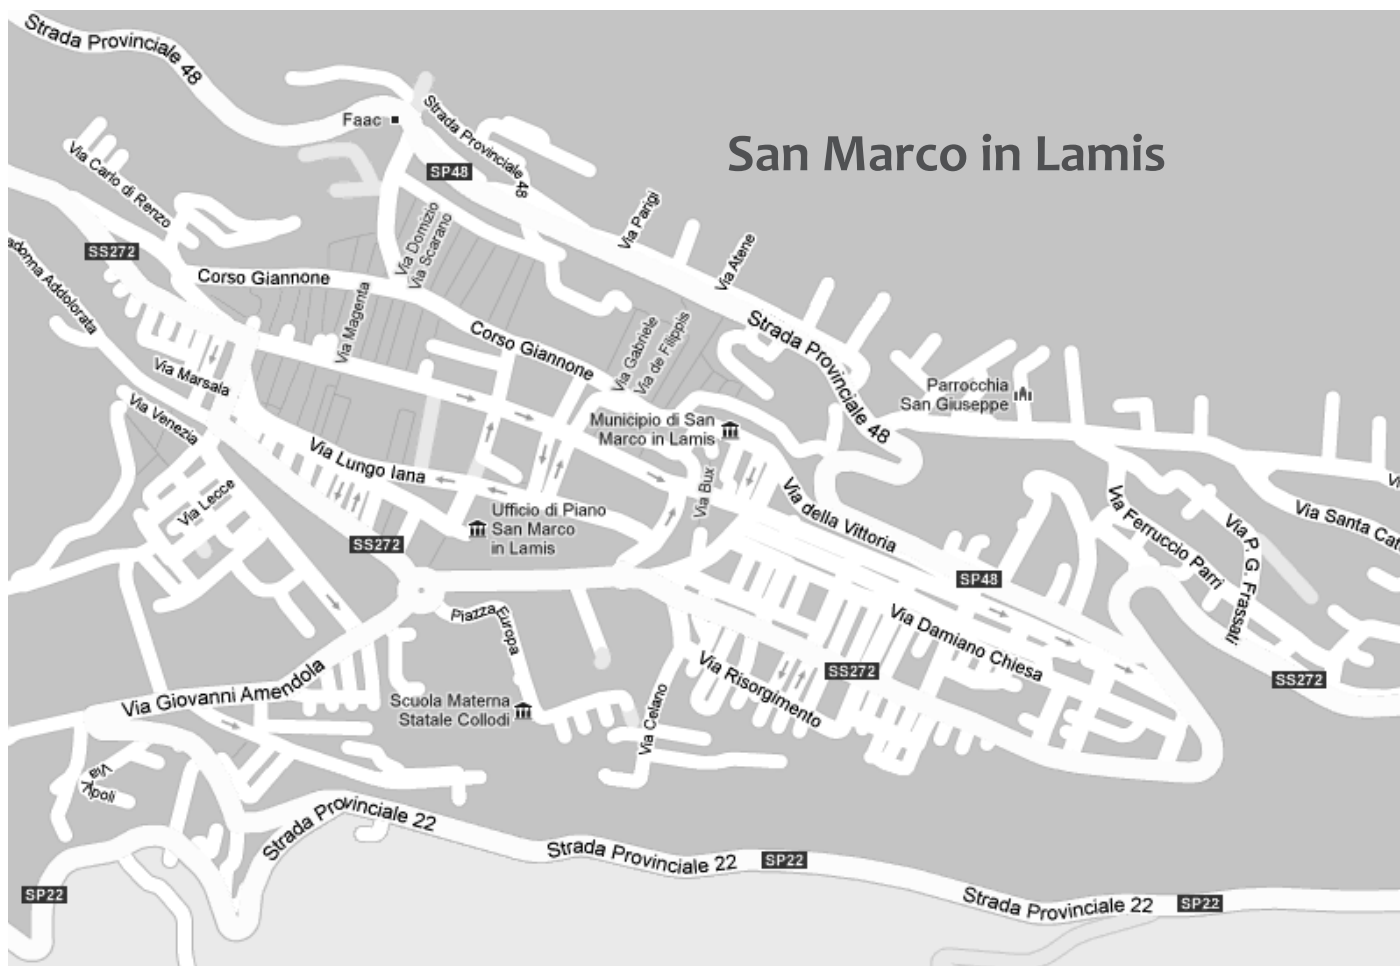 Strada Provinciale 48
San Marco in Lamis
Faac
Strada Provinciale 48
SP48
Via Carlo di Renzo
Via Parigi
Via Domizio
Via Scarano
Via Atene
SS272
adonna Addolorata
Corso Giannone
Via Magenta
Corso Giannone
Via Gabriele
Via de Filippis
Strada Provinciale 48
Via Marsala
Parrocchia
San Giuseppe
Via Venezia
Municipio di San
Marco in Lamis
Via Lungo Iana
Via Bux
Via Lecce
Via della Vittoria
Via Ferruccio Parri
Via P. G. Frassati
Via Santa Cat
Ufficio di Piano
San Marco
in Lamis
SS272
SP48
Piazza Europa
Via Damiano Chiesa
Via Giovanni Amendola
Via Risorgimento
SS272
SS272
Scuola Materna
Statale Collodi
Via Celano
Via
Strada Provinciale 22
Strada Provinciale 22
SP22
SP22
Strada Provinciale 22
SP22